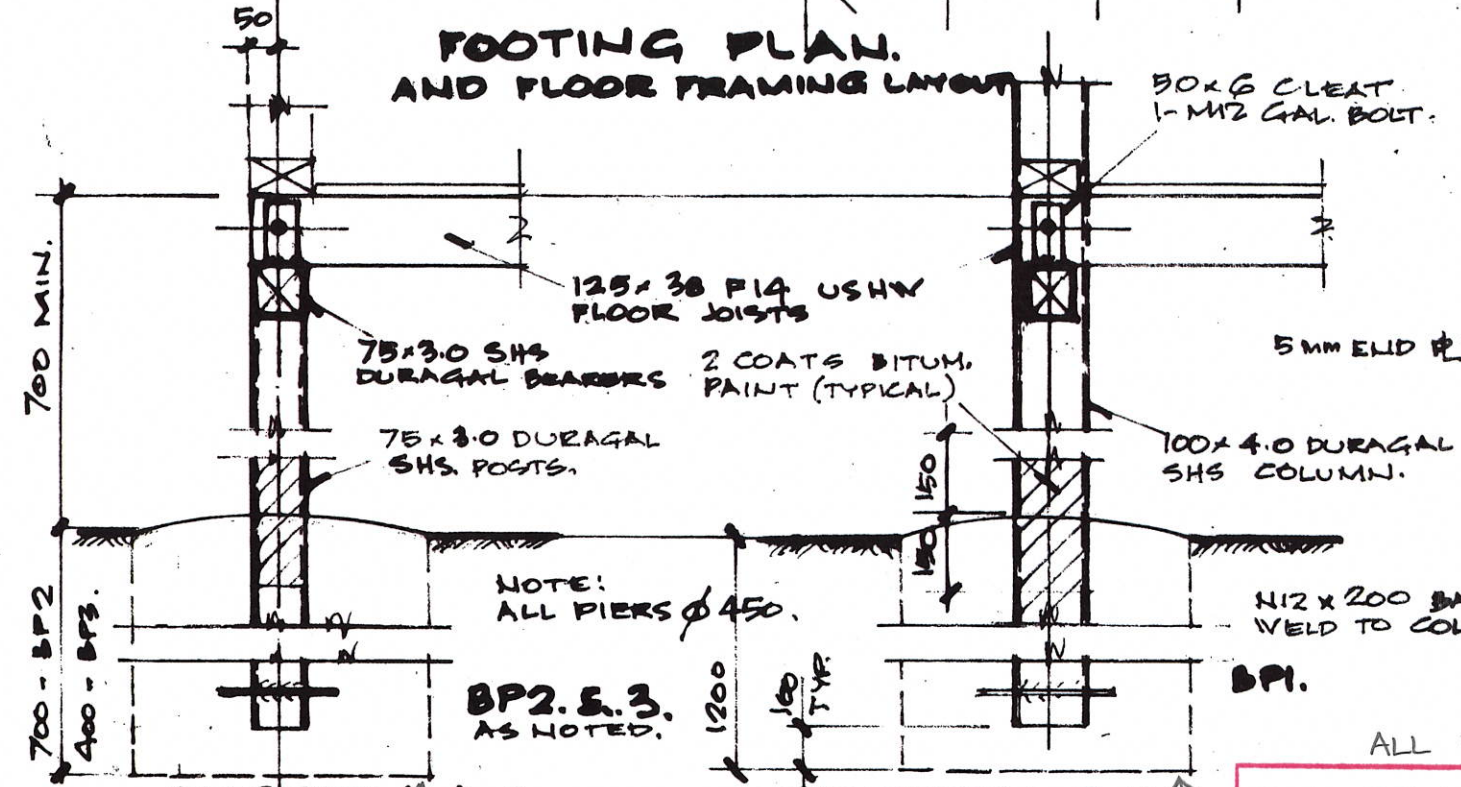 50
FOOTING PLAN.
AND FLOOR FRAMING LAYOUT
50x6 CLEAT
1-M12 GAL. BOLT.
700 MIN.
125x38 F14 USHW
FLOOR JOISTS
75x3.0 SHS
DURAGAL BEARERS
2 COATS BITUM.
PAINT (TYPICAL)
5mm END PL
75x3.0 DURAGAL
SHS. POSTS.
100x4.0 DURAGAL
SHS COLUMN.
150
150
NOTE:
ALL PIERS Ø 450.
N12 x 200
WELD TO COL
700 - BP2
400 - BP3.
BP2. & 3.
AS NOTED.
1200
TYP.
BP1.
ALL